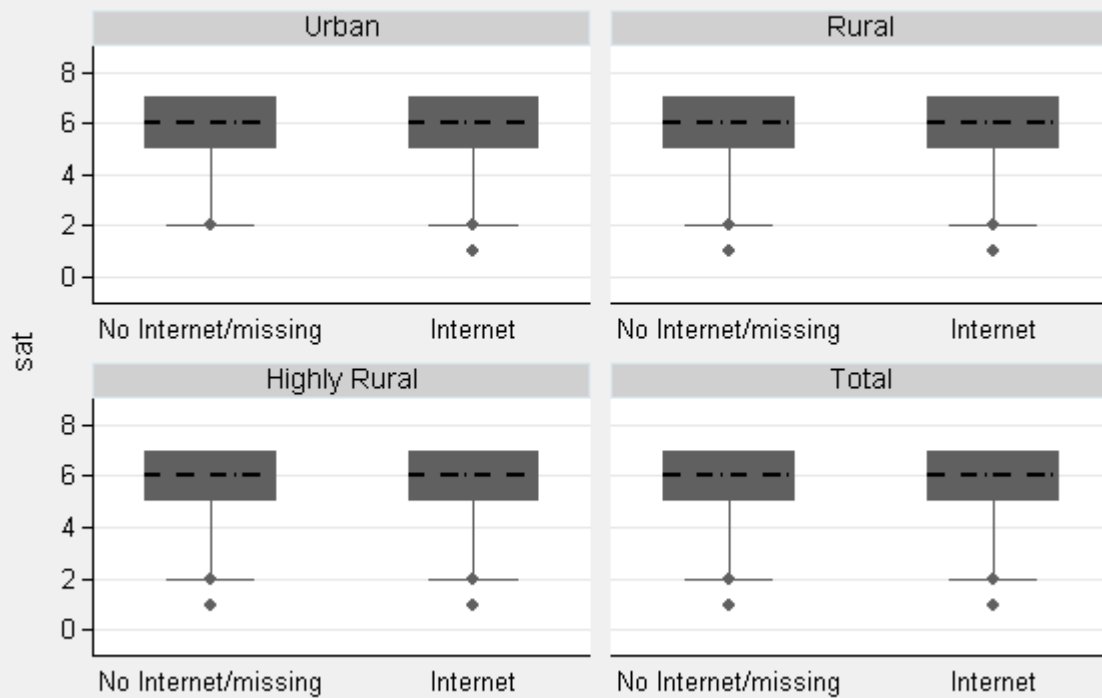 Urban
Rural
8
6
4
2
0
No Internet/missing
Internet
No Internet/missing
Internet
sat
Highly Rural
Total
8
6
4
2
0
No Internet/missing
Internet
No Internet/missing
Internet